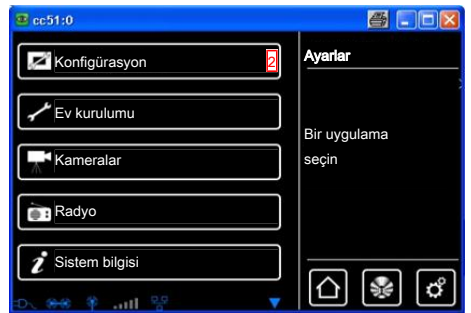 cc51:0
Konfigürasyon 2
Ayarlar
Ev kurulumu
Bir uygulama
seçin
Kameralar
Radyo
Sistem bilgisi